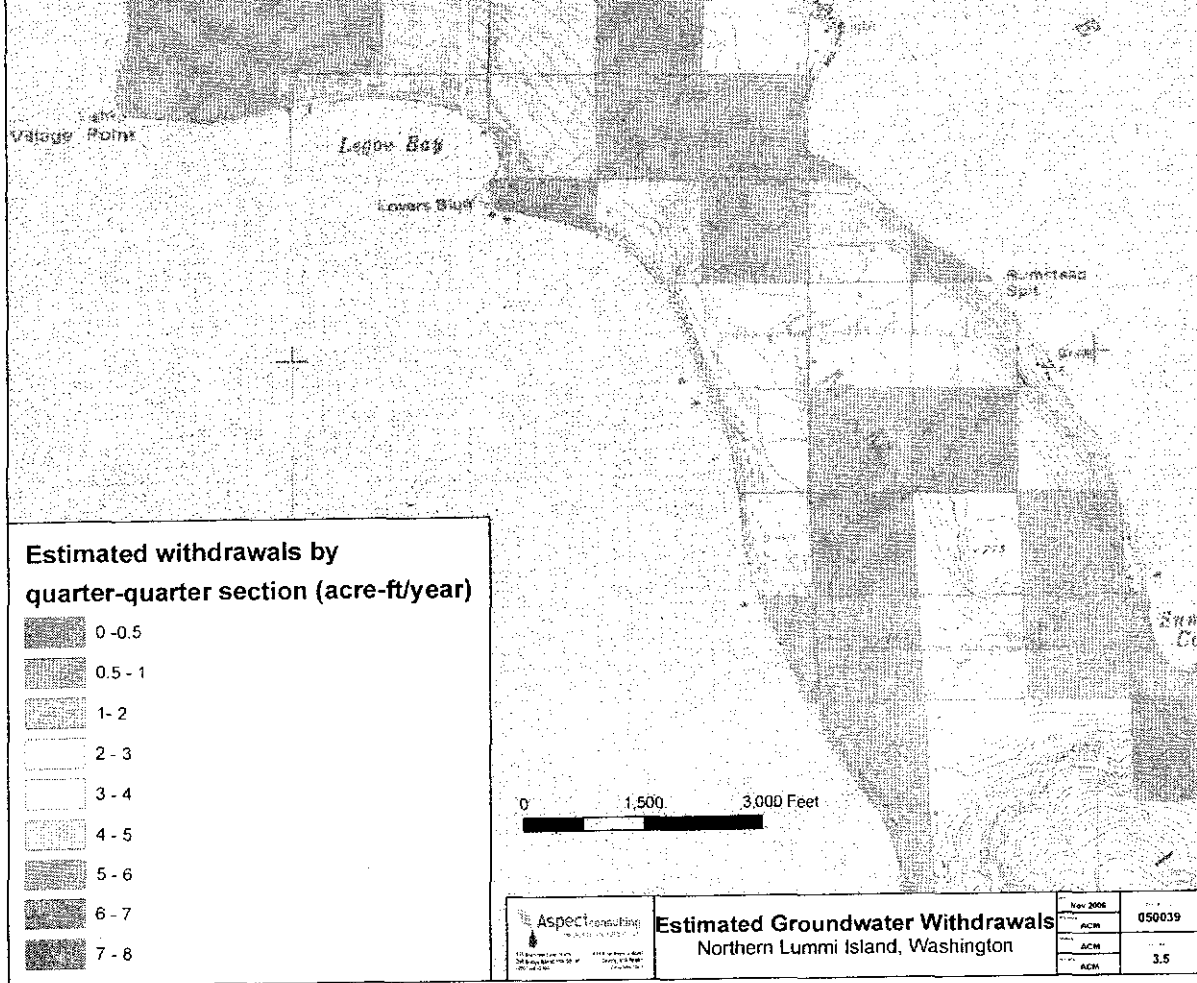 Village Point
Legoe Bay
Lovers Bluff
Spit
275
Estimated withdrawals by
quarter-quarter section (acre-ft/year)
0 -0.5
0.5 - 1
1- 2
2 - 3
3 - 4
4 - 5
5 - 6
6 - 7
7 - 8
0 1,500 3,000 Feet
Aspect consulting
Estimated Groundwater Withdrawals
Northern Lummi Island, Washington
Nov 2006
ACM
ACM
ACM
050039
3.5